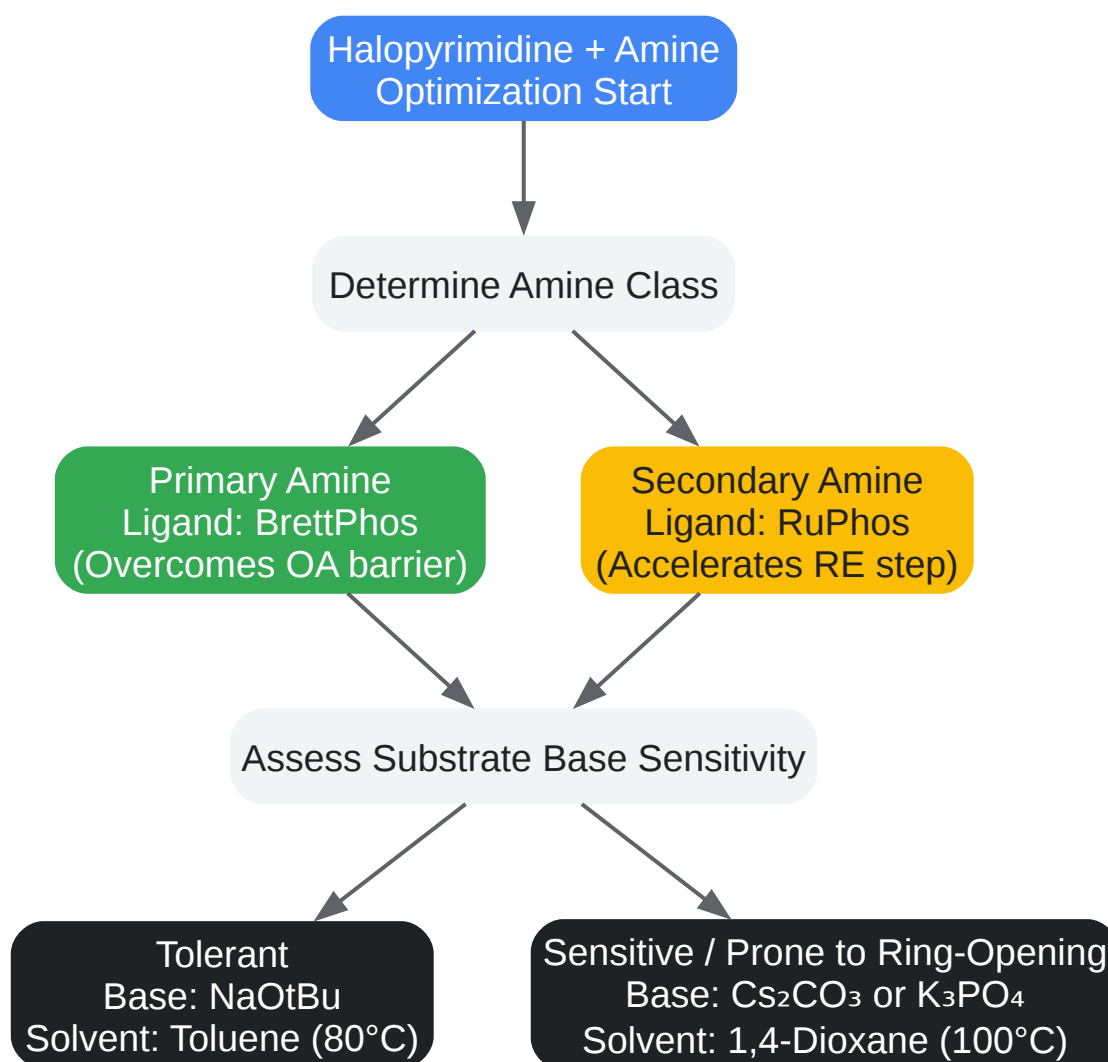 Halopyrimidine + Amine
Optimization Start
Determine Amine Class
Primary Amine
Ligand: BrettPhos
(Overcomes OA barrier)
Secondary Amine
Ligand: RuPhos
(Accelerates RE step)
Assess Substrate Base Sensitivity
Tolerant
Base: NaOtBu
Solvent: Toluene (80°C)
Sensitive / Prone to Ring-Opening
Base: Cs₂CO₃ or K₃PO₄
Solvent: 1,4-Dioxane (100°C)